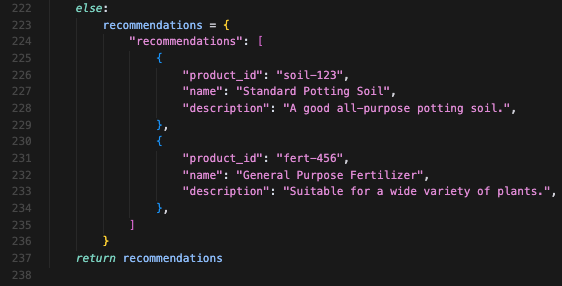 222 else:
223 recommendations = {
224 "recommendations": [
225 {
226 "product_id": "soil-123",
227 "name": "Standard Potting Soil",
228 "description": "A good all-purpose potting soil.",
229 },
230 {
231 "product_id": "fert-456",
232 "name": "General Purpose Fertilizer",
233 "description": "Suitable for a wide variety of plants.",
234 },
235 ]
236 }
237 return recommendations
238